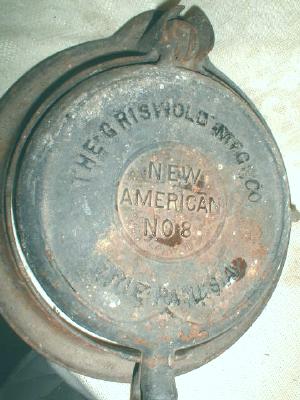 THE GRISWOLD MFG. CO
NEW
AMERICAN
NO 8
ERIE PA. U.S.A.